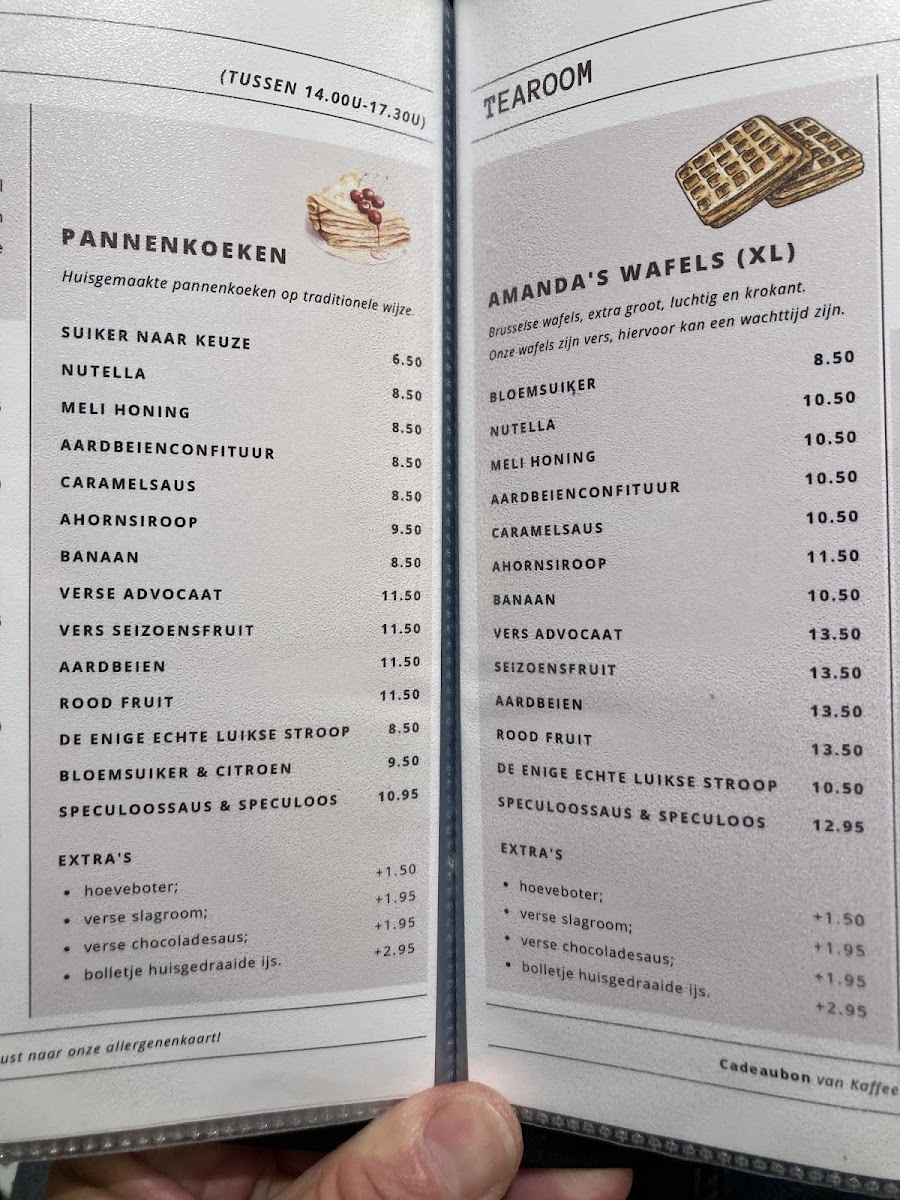 (TUSSEN 14.00U-17.30U)
PANNENKOEKEN
Huisgemaakte pannenkoeken op traditionele wijze.
SUIKER NAAR KEUZE 6.50
NUTELLA 8.50
MELI HONING 8.50
AARDBEIENCONFITUUR 8.50
CARAMELSAUS 8.50
AHORNSIROOP 9.50
BANAAN 8.50
VERSE ADVOCAAT 11.50
VERS SEIZOENSFRUIT 11.50
AARDBEIEN 11.50
ROOD FRUIT 11.50
DE ENIGE ECHTE LUIKSE STROOP 8.50
BLOEMSUIKER & CITROEN 9.50
SPECULOOSSAUS & SPECULOOS 10.95
EXTRA'S
• hoeveboter; +1.50
• verse slagroom; +1.95
• verse chocoladesaus; +1.95
• bolletje huisgedraaide ijs. +2.95
naar onze allergenenkaart!
TEAROOM
AMANDA'S WAFELS (XL)
Brusselse wafels, extra groot, luchtig en krokant.
Onze wafels zijn vers, hiervoor kan een wachttijd zijn.
BLOEMSUIKER 8.50
NUTELLA 10.50
MELI HONING 10.50
AARDBEIENCONFITUUR 10.50
CARAMELSAUS 10.50
AHORNSIROOP 11.50
BANAAN 10.50
VERS ADVOCAAT 13.50
SEIZOENSFRUIT 13.50
AARDBEIEN 13.50
ROOD FRUIT 13.50
DE ENIGE ECHTE LUIKSE STROOP 10.50
SPECULOOSSAUS & SPECULOOS 12.95
EXTRA'S
• hoeveboter; +1.50
• verse slagroom; +1.95
• verse chocoladesaus; +1.95
• bolletje huisgedraaide ijs. +2.95
Cadeaubon van Kaffee